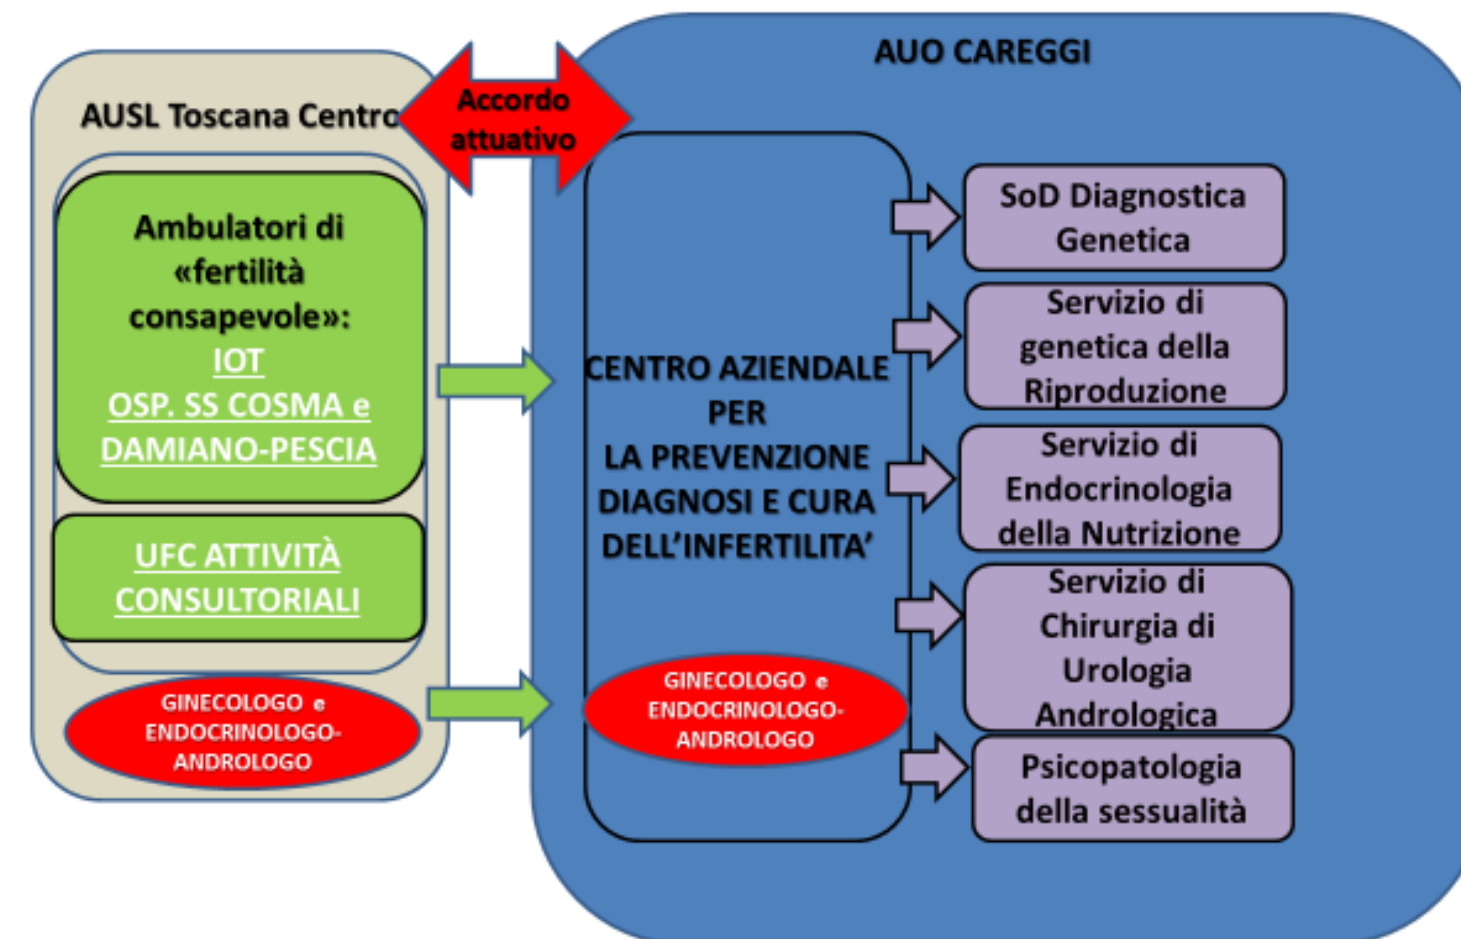 AUO CAREGGI
AUSL Toscana Centro
Accordo
attuativo
Ambulatori di
«fertilità
consapevole»:
IOT
OSP. SS COSMA e
DAMIANO-PESCIA
UFC ATTIVITÀ
CONSULTORIALI
GINECOLOGO e
ENDOCRINOLOGO-
ANDROLOGO
CENTRO AZIENDALE
PER
LA PREVENZIONE
DIAGNOSI E CURA
DELL’INFERTILITA’
GINECOLOGO e
ENDOCRINOLOGO-
ANDROLOGO
SoD Diagnostica
Genetica
Servizio di
genetica della
Riproduzione
Servizio di
Endocrinologia
della Nutrizione
Servizio di
Chirurgia di
Urologia
Andrologica
Psicopatologia
della sessualità